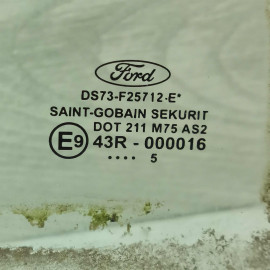 Ford
DS73-F25712-E*
SAINT-GOBAIN SEKURIT
DOT 211 M75 AS2
E9 43R - 000016
.... 5